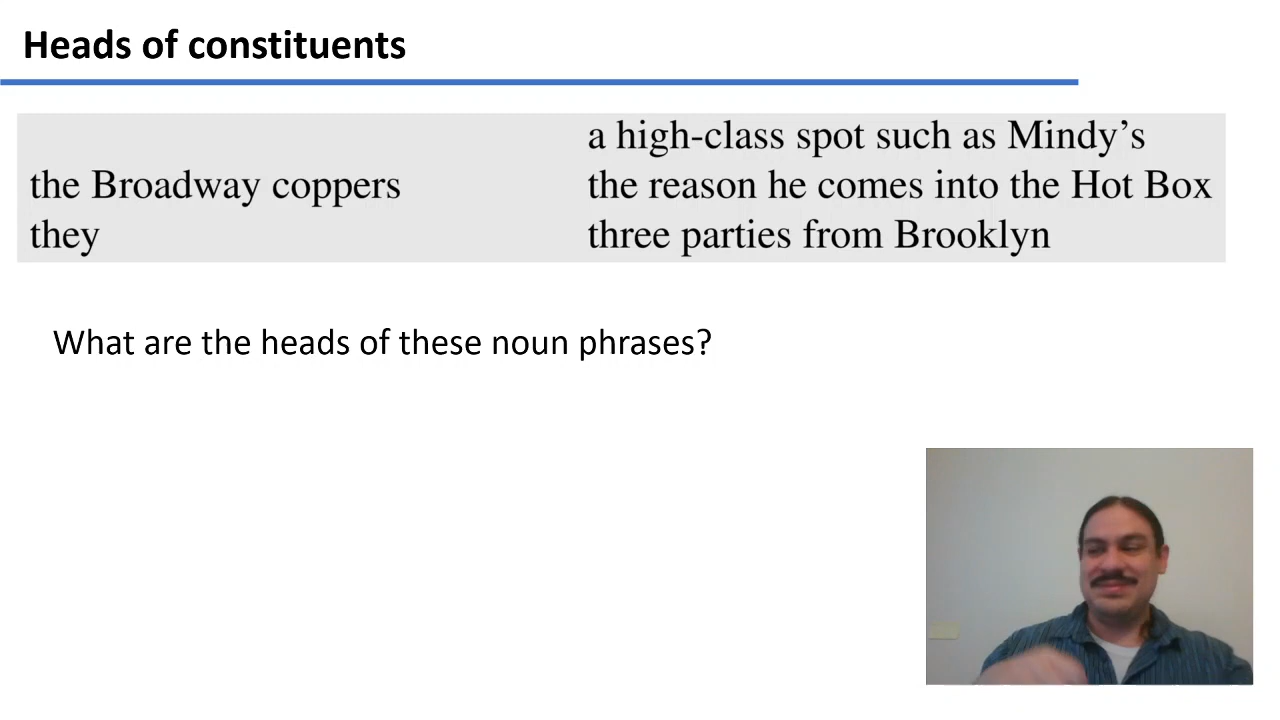 Heads of constituents
the Broadway coppers
they
a high-class spot such as Mindy’s
the reason he comes into the Hot Box
three parties from Brooklyn
What are the heads of these noun phrases?